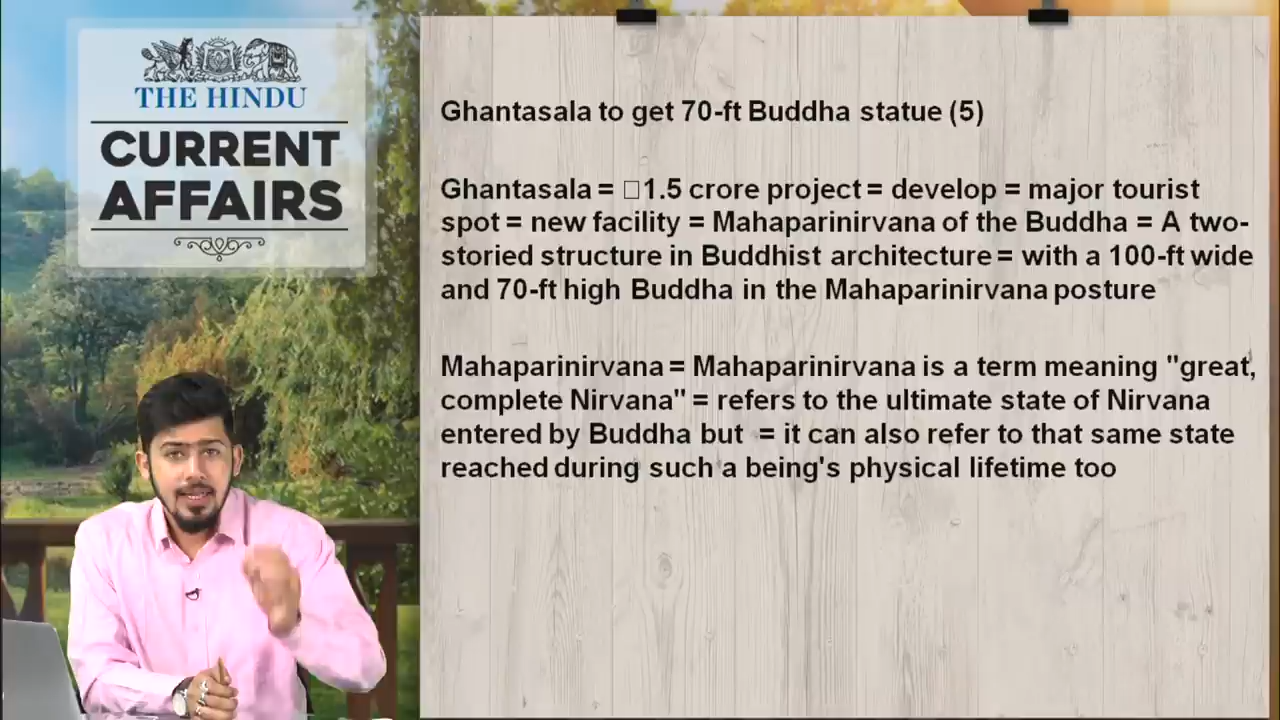 THE HINDU
CURRENT
AFFAIRS
Ghantasala to get 70-ft Buddha statue (5)
Ghantasala = □1.5 crore project = develop = major tourist
spot = new facility = Mahaparinirvana of the Buddha = A two-
storied structure in Buddhist architecture = with a 100-ft wide
and 70-ft high Buddha in the Mahaparinirvana posture
Mahaparinirvana = Mahaparinirvana is a term meaning "great,
complete Nirvana" = refers to the ultimate state of Nirvana
entered by Buddha but = it can also refer to that same state
reached during such a being's physical lifetime too